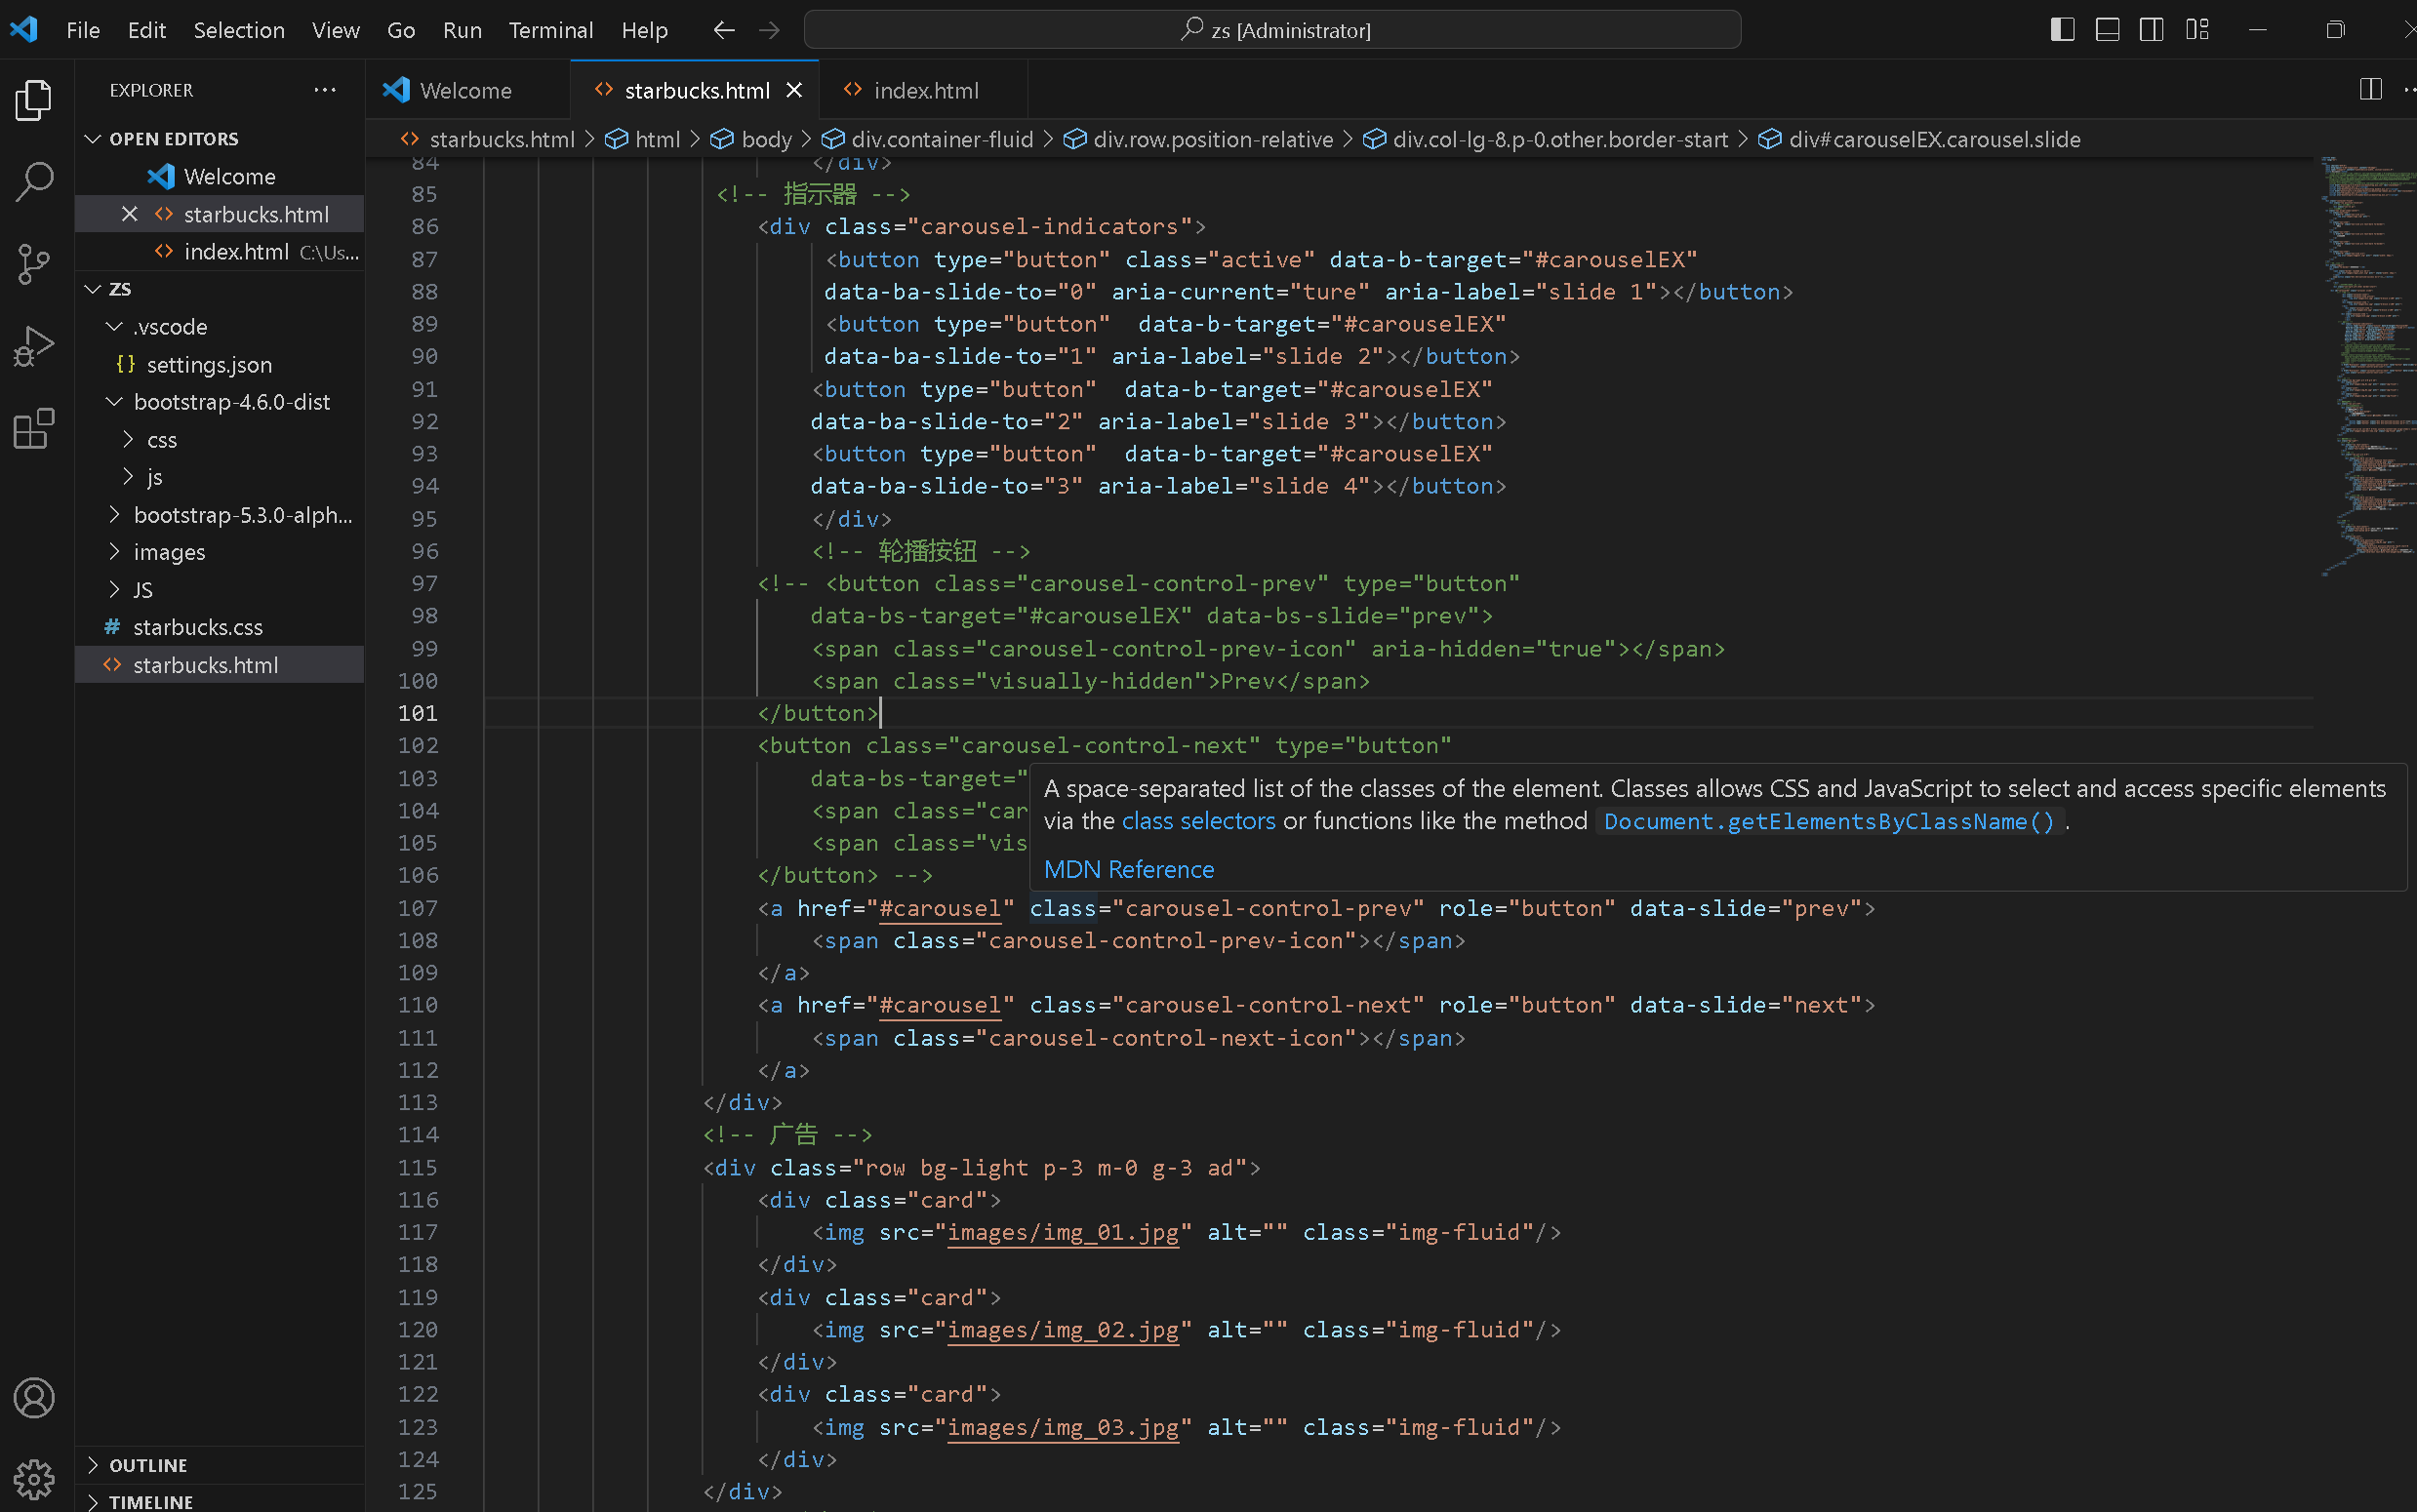 File Edit Selection View Go Run Terminal Help
zs [Administrator]
EXPLORER
OPEN EDITORS
Welcome
starbucks.html
index.html C:\Us...
ZS
.vscode
{} settings.json
bootstrap-4.6.0-dist
css
js
bootstrap-5.3.0-alph...
images
JS
# starbucks.css
starbucks.html
OUTLINE
TIMELINE
Welcome
starbucks.html
index.html
starbucks.html > html > body > div.container-fluid > div.row.position-relative > div.col-lg-8.p-0.other.border-start > div#carouselEX.carousel.slide
84 </div>
85 <!-- 指示器 -->
86 <div class="carousel-indicators">
87 <button type="button" class="active" data-b-target="#carouselEX"
88 data-ba-slide-to="0" aria-current="ture" aria-label="slide 1"></button>
89 <button type="button"  data-b-target="#carouselEX"
90 data-ba-slide-to="1" aria-label="slide 2"></button>
91 <button type="button"  data-b-target="#carouselEX"
92 data-ba-slide-to="2" aria-label="slide 3"></button>
93 <button type="button"  data-b-target="#carouselEX"
94 data-ba-slide-to="3" aria-label="slide 4"></button>
95 </div>
96 <!-- 轮播按钮 -->
97 <!-- <button class="carousel-control-prev" type="button"
98 data-bs-target="#carouselEX" data-bs-slide="prev">
99 <span class="carousel-control-prev-icon" aria-hidden="true"></span>
100 <span class="visually-hidden">Prev</span>
101 </button>
102 <button class="carousel-control-next" type="button"
103 data-bs-target="
104 <span class="car
105 <span class="vis
106 </button> -->
A space-separated list of the classes of the element. Classes allows CSS and JavaScript to select and access specific elements
via the class selectors or functions like the method Document.getElementsByClassName().
MDN Reference
107 <a href="#carousel" class="carousel-control-prev" role="button" data-slide="prev">
108 <span class="carousel-control-prev-icon"></span>
109 </a>
110 <a href="#carousel" class="carousel-control-next" role="button" data-slide="next">
111 <span class="carousel-control-next-icon"></span>
112 </a>
113 </div>
114 <!-- 广告 -->
115 <div class="row bg-light p-3 m-0 g-3 ad">
116 <div class="card">
117 <img src="images/img_01.jpg" alt="" class="img-fluid"/>
118 </div>
119 <div class="card">
120 <img src="images/img_02.jpg" alt="" class="img-fluid"/>
121 </div>
122 <div class="card">
123 <img src="images/img_03.jpg" alt="" class="img-fluid"/>
124 </div>
125 </div>